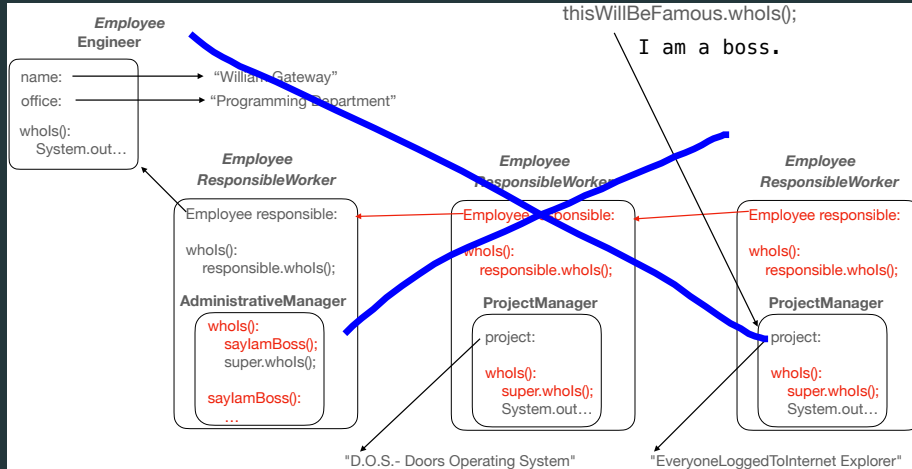 thisWillBeFamous.whoIs();
I am a boss.
Employee
Engineer
name:
"William Gateway"
office:
"Programming Department"
whoIs():
System.out...
Employee
ResponsibleWorker
Employee responsible:
whoIs():
responsible.whoIs();
AdministrativeManager
whoIs():
sayIamBoss();
super.whoIs();
sayIamBoss():
...
Employee
ResponsibleWorker
Employee responsible:
whoIs():
responsible.whoIs();
ProjectManager
project:
whoIs():
super.whoIs();
System.out...
"D.O.S.- Doors Operating System"
Employee
ResponsibleWorker
Employee responsible:
whoIs():
responsible.whoIs();
ProjectManager
project:
whoIs():
super.whoIs();
System.out...
"EveryoneLoggedToInternet Explorer"